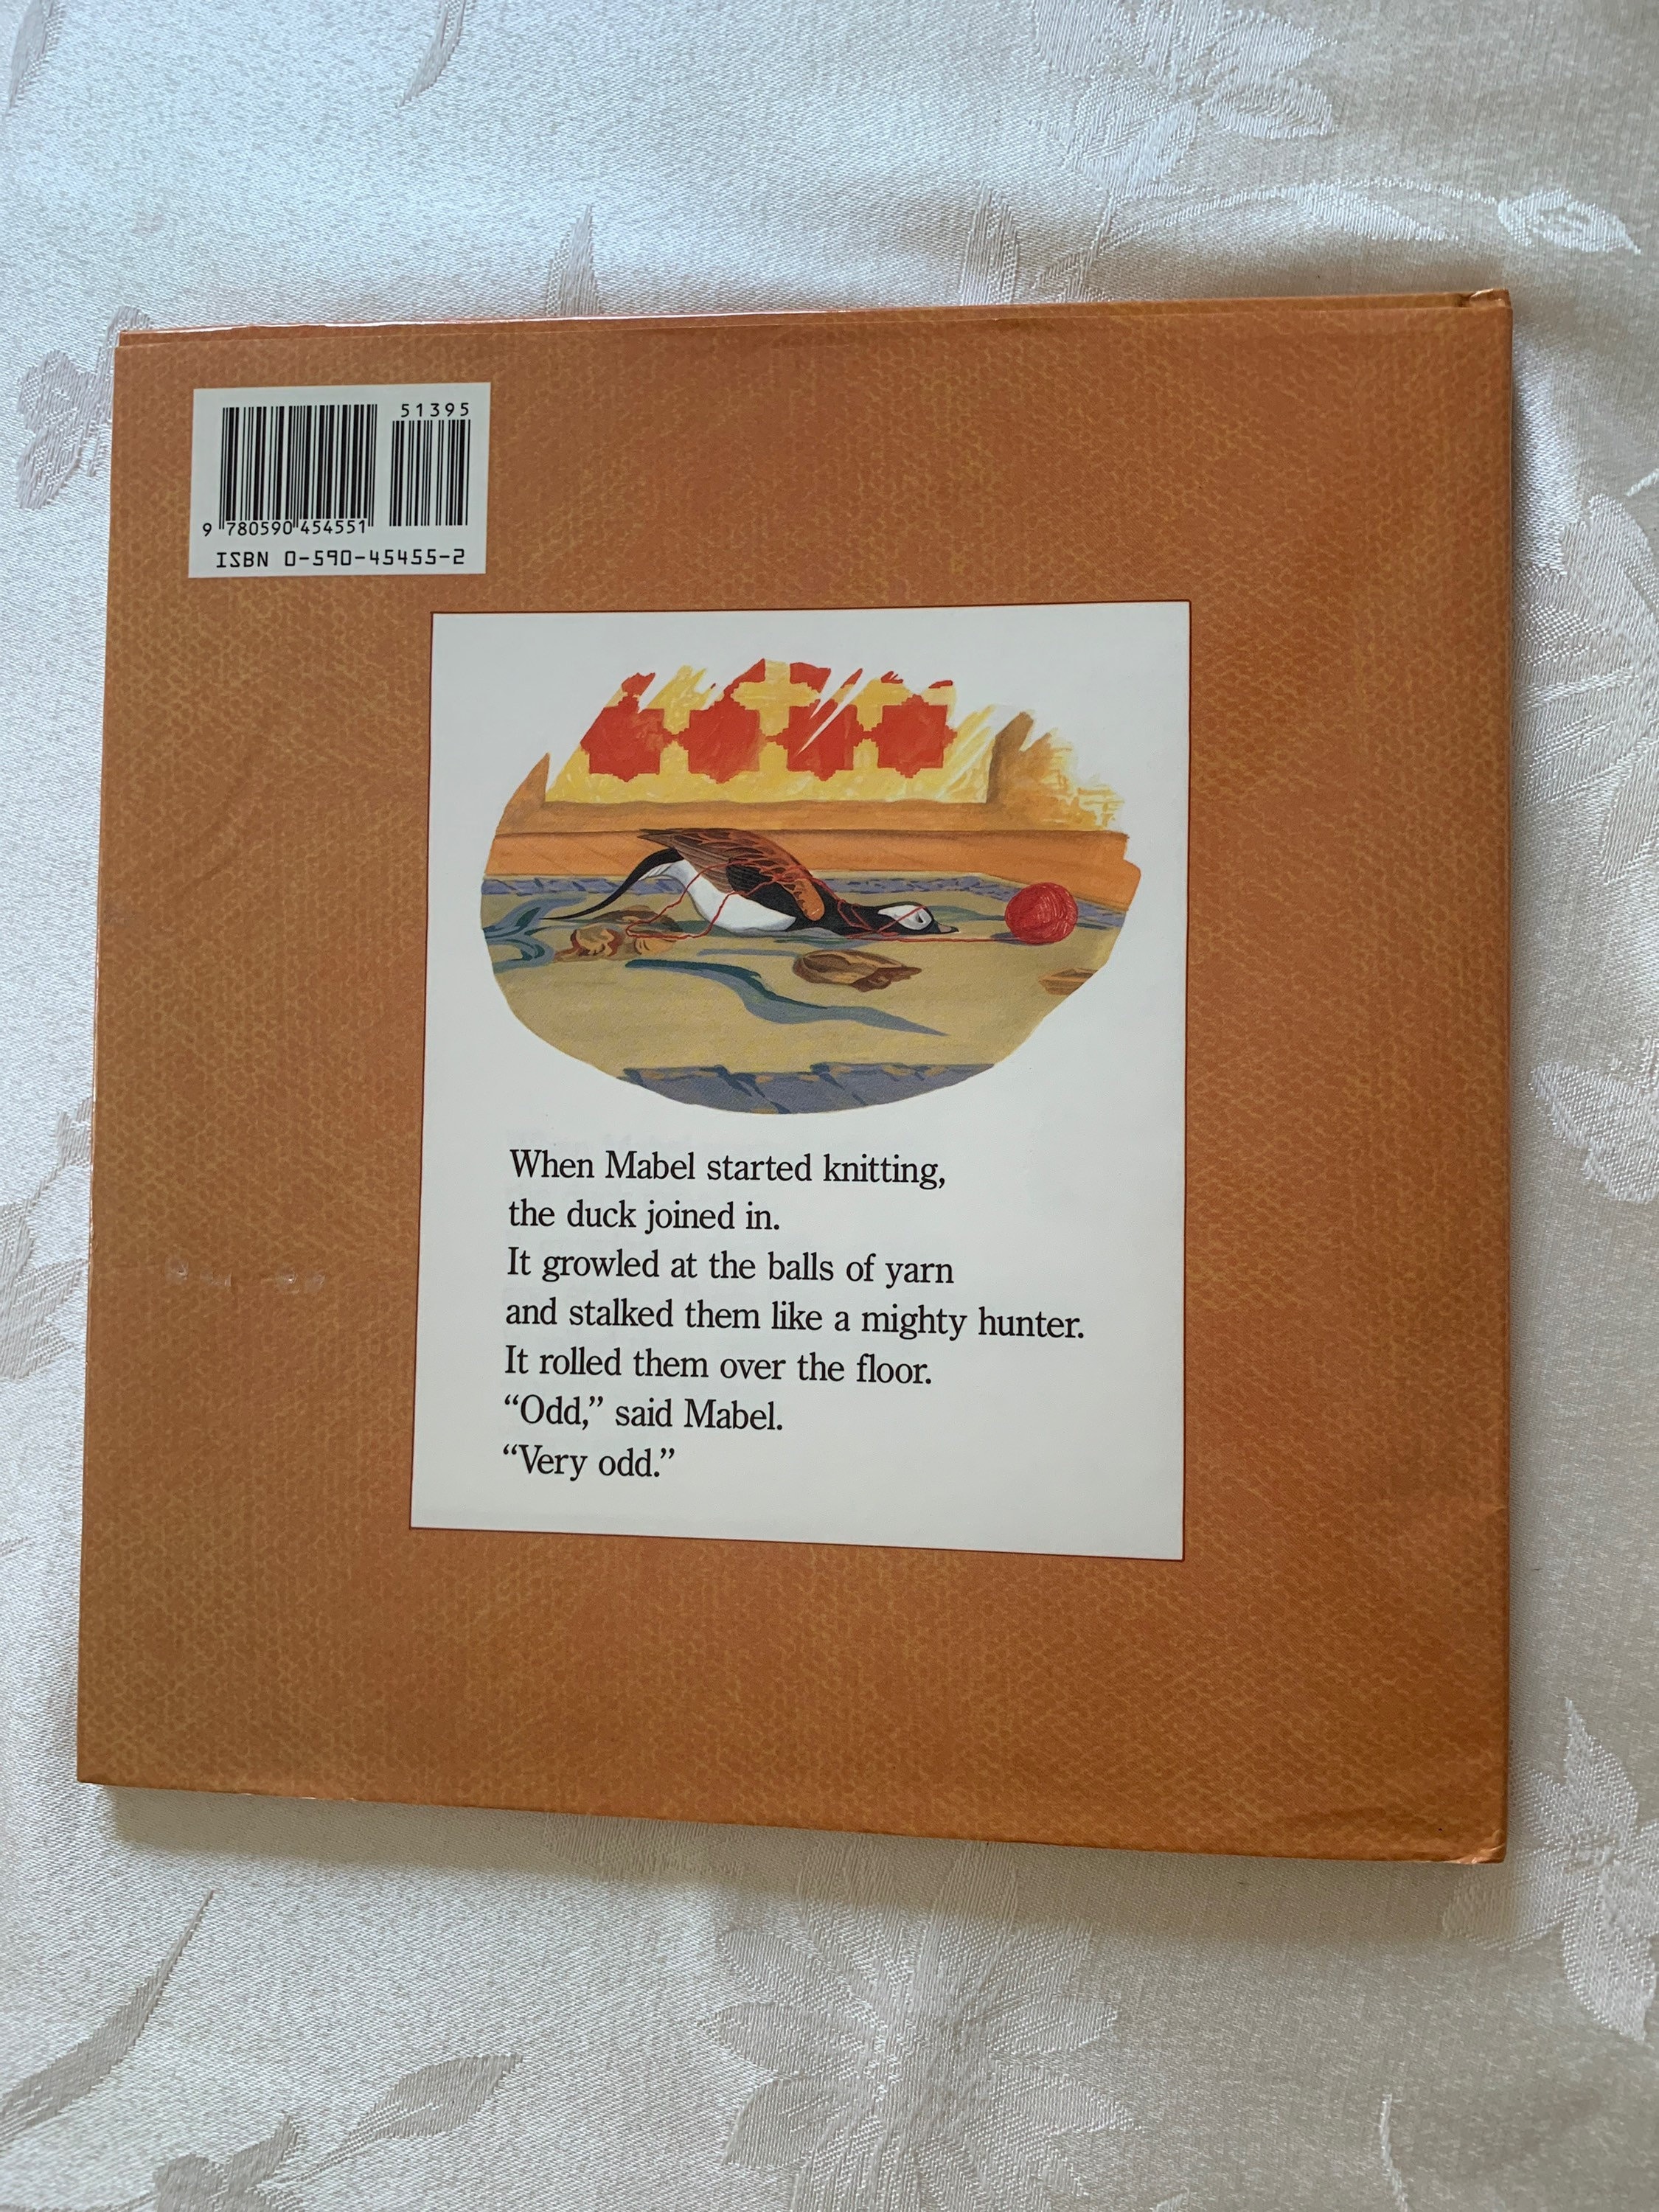 51395
9 780590 454551
ISBN 0-590-45455-2
When Mabel started knitting,
the duck joined in.
It growled at the balls of yarn
and stalked them like a mighty hunter.
It rolled them over the floor.
“Odd,” said Mabel.
“Very odd.”